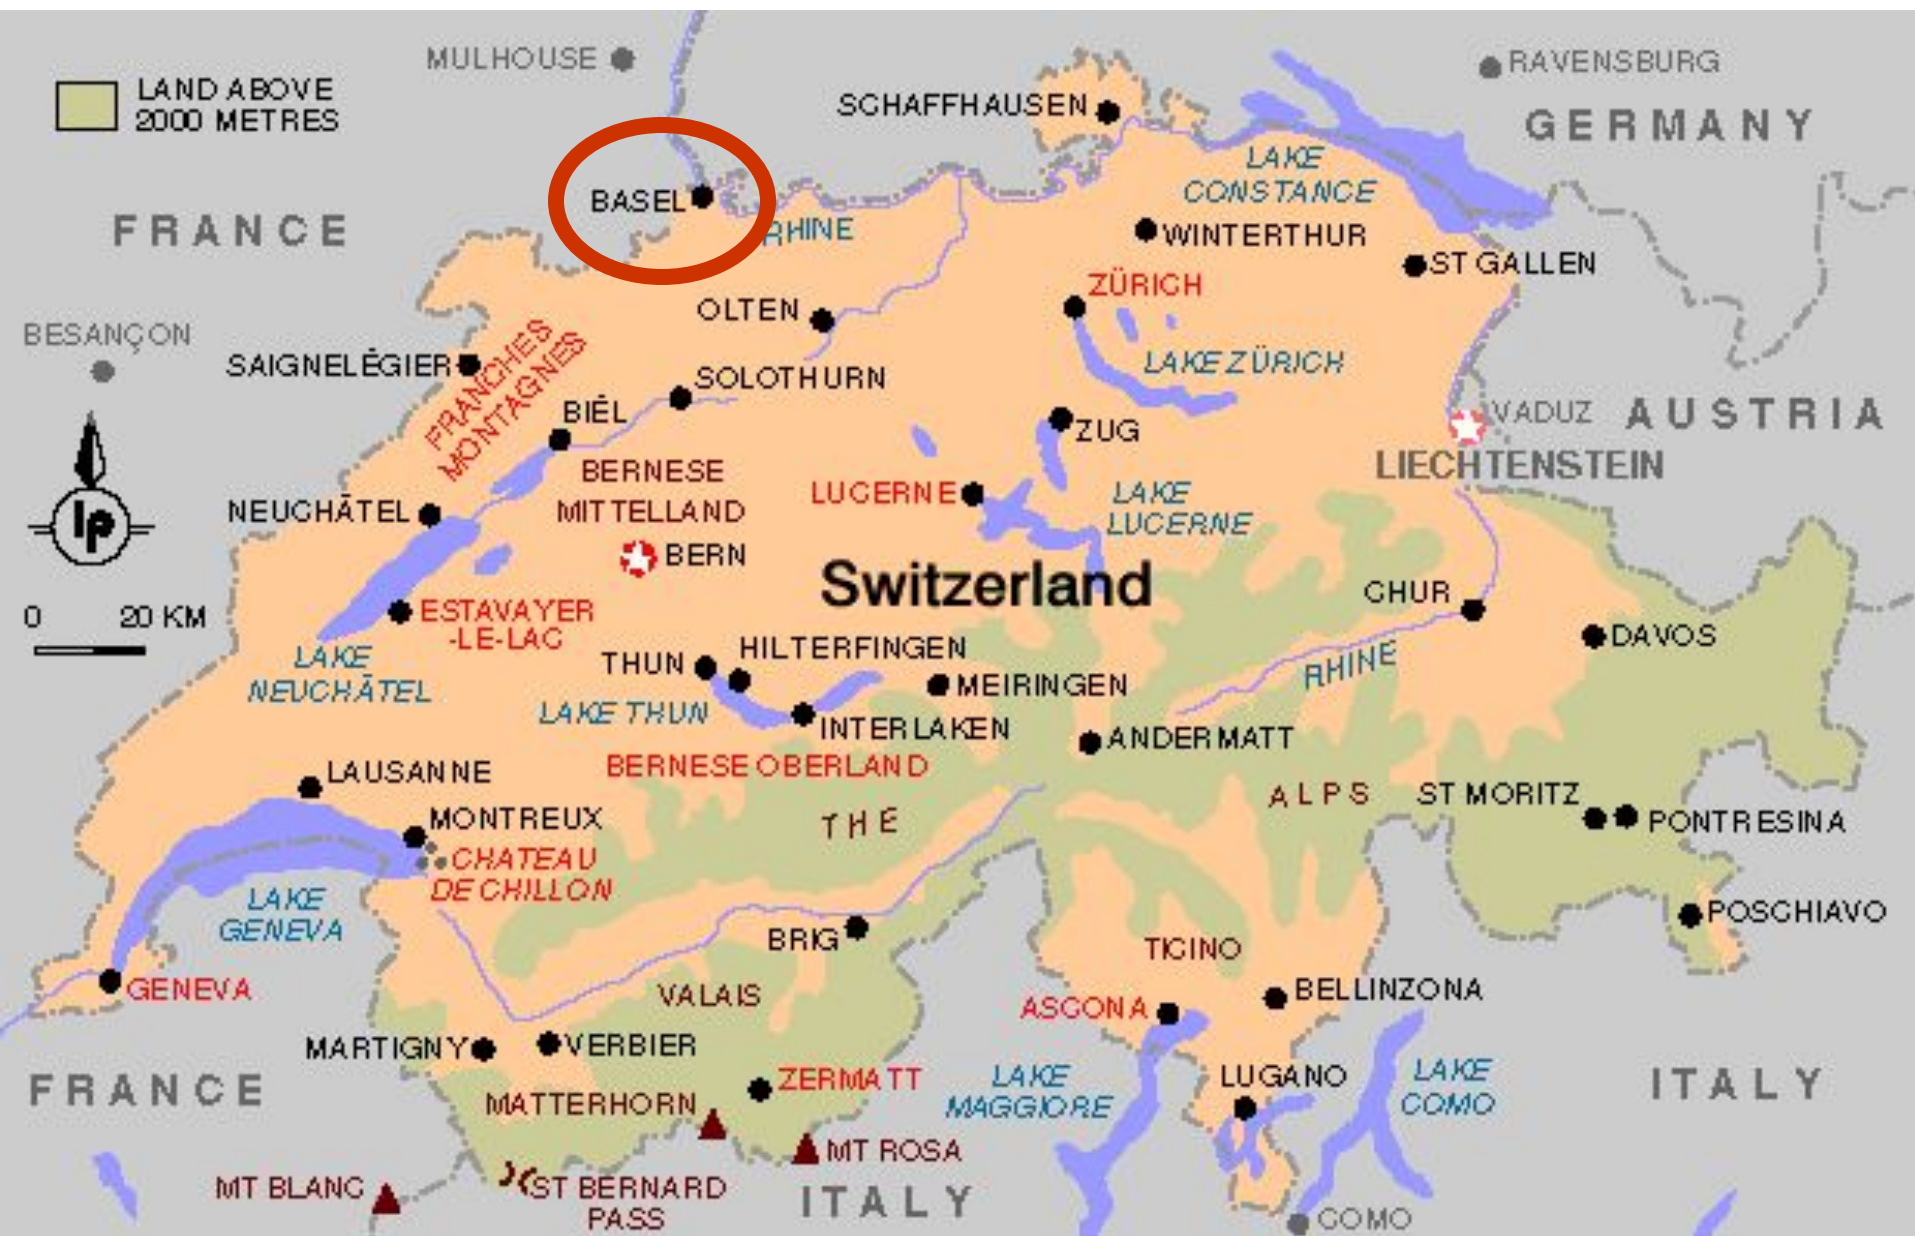 MULHOUSE
RAVENSBURG
LAND ABOVE
2000 METRES
SCHAFFHAUSEN
GERMANY
LAKE
CONSTANCE
BASEL
FRANCE
RHINE
WINTERTHUR
ST GALLEN
ZÜRICH
OLTEN
BESANÇON
SAIGNELÉGIER
FRANCHES
MONTAGNES
LAKE ZÜRICH
SOLOTHURN
BIÉL
VADUZ
AUSTRIA
ZUG
LIECHTENSTEIN
BERNESE
MITTELLAND
LUCERNE
LAKE
LUCERNE
NEUCHÂTEL
lp
BERN
Switzerland
CHUR
0 20 KM
ESTAVAYER
-LE-LAC
DAVOS
LAKE
NEUCHÂTEL
THUN
HILTERFINGEN
RHINE
MEIRINGEN
LAKE THUN
INTERLAKEN
ANDERMATT
BERNESE OBERLAND
LAUSANNE
THE
ALPS
ST MORITZ
PONTRESINA
MONTREUX
CHATEAU
DE CHILLON
LAKE
GENEVA
POSCHIAVO
BRIG
TICINO
GENEVA
VALAIS
ASCONA
BELLINZONA
MARTIGNY
VERBIER
FRANCE
ZERMATT
LAKE
MAGGIORE
LUGANO
LAKE
COMO
ITALY
MATTERHORN
MT ROSA
MT BLANC
ST BERNARD
PASS
ITALY
COMO